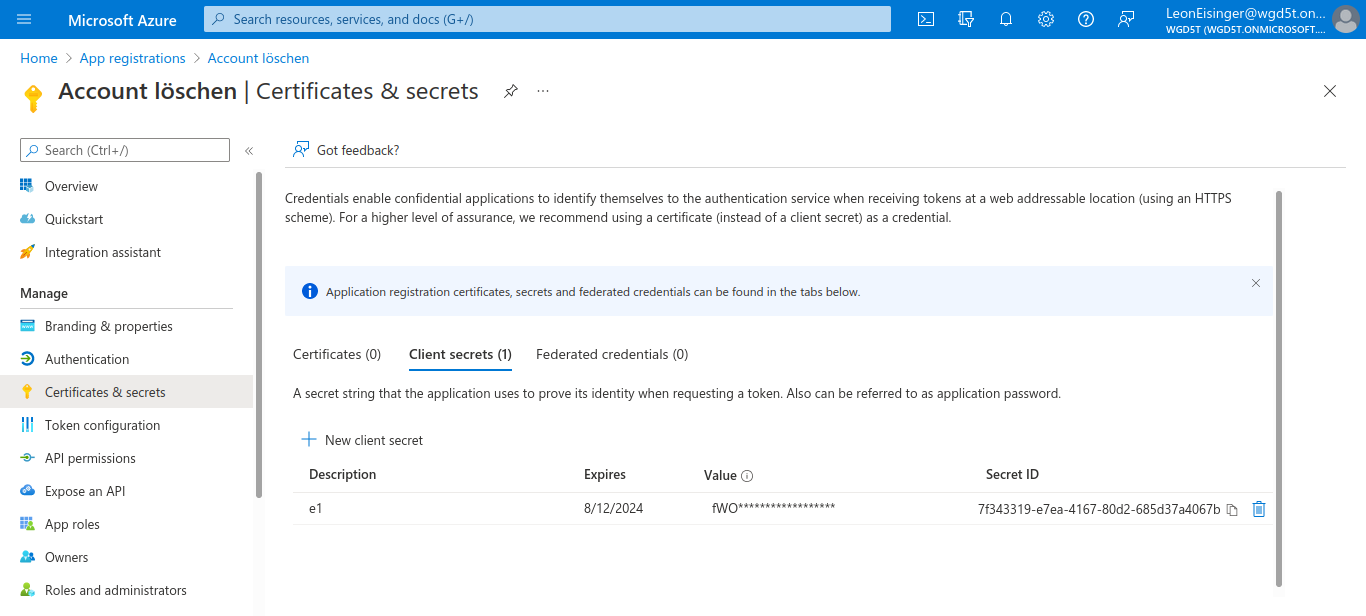 Microsoft Azure
Search resources, services, and docs (G+/)
LeonEisinger@wgd5t.on...
WGD5T (WGD5T.ONMICROSOFT....
Home > App registrations > Account löschen
Account löschen | Certificates & secrets
Search (Ctrl+/)
Overview
Quickstart
Integration assistant
Manage
Branding & properties
Authentication
Certificates & secrets
Token configuration
API permissions
Expose an API
App roles
Owners
Roles and administrators
Got feedback?
Credentials enable confidential applications to identify themselves to the authentication service when receiving tokens at a web addressable location (using an HTTPS
scheme). For a higher level of assurance, we recommend using a certificate (instead of a client secret) as a credential.
Application registration certificates, secrets and federated credentials can be found in the tabs below.
Certificates (0) Client secrets (1) Federated credentials (0)
A secret string that the application uses to prove its identity when requesting a token. Also can be referred to as application password.
New client secret
Description Expires Value Secret ID
e1 8/12/2024 fWO****************** 7f343319-e7ea-4167-80d2-685d37a4067b